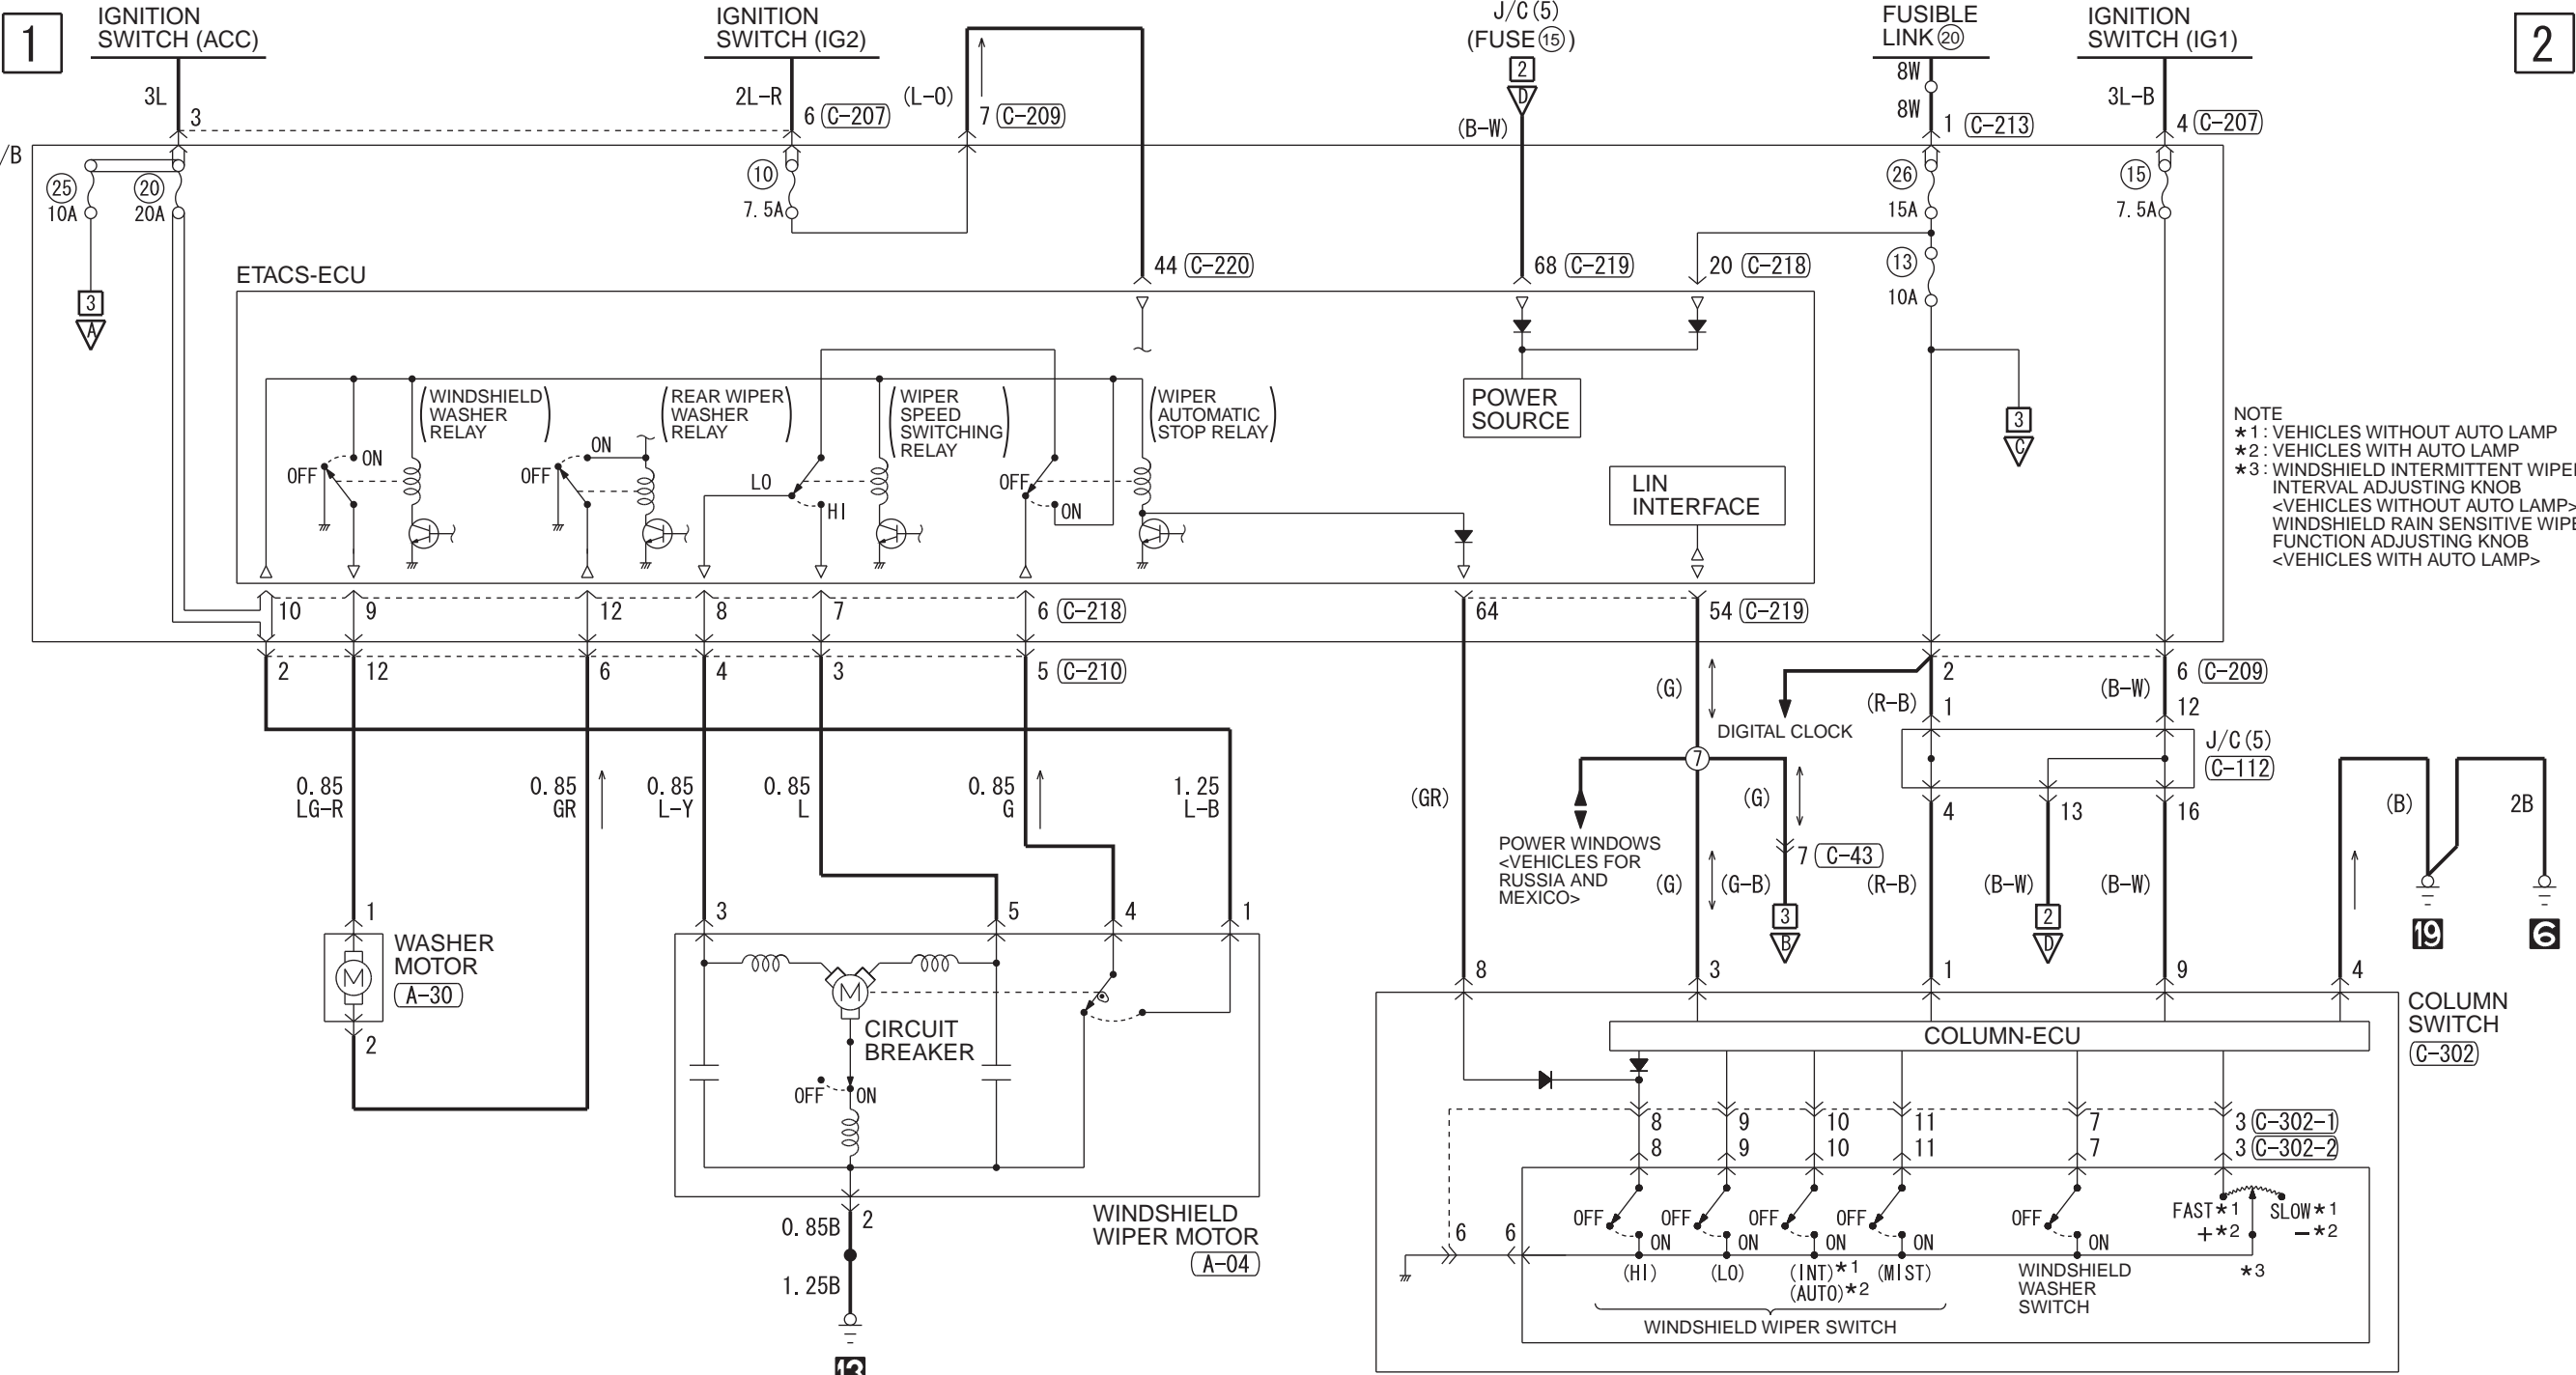 1
IGNITION
SWITCH (ACC)
IGNITION
SWITCH (IG2)
J/C(5)
(FUSE⑮)
FUSIBLE
LINK⑳
IGNITION
SWITCH (IG1)
2
3L
3
2L-R
6 (C-207)
(L-O)
7 (C-209)
2
D
(B-W)
8W
8W
1 (C-213)
3L-B
4 (C-207)
/B
25
10A
20
20A
10
7.5A
26
15A
15
7.5A
13
10A
3
A
ETACS-ECU
44 (C-220)
68 (C-219)
20 (C-218)
(WINDSHIELD
WASHER
RELAY)
(REAR WIPER
WASHER
RELAY)
(WIPER
SPEED
SWITCHING
RELAY)
(WIPER
AUTOMATIC
STOP RELAY)
POWER
SOURCE
LIN
INTERFACE
OFF
ON
OFF
ON
LO
HI
OFF
ON
3
C
NOTE
*1: VEHICLES WITHOUT AUTO LAMP
*2: VEHICLES WITH AUTO LAMP
*3: WINDSHIELD INTERMITTENT WIPE
INTERVAL ADJUSTING KNOB
<VEHICLES WITHOUT AUTO LAMP>
WINDSHIELD RAIN SENSITIVE WIPE
FUNCTION ADJUSTING KNOB
<VEHICLES WITH AUTO LAMP>
10
9
12
8
7
6 (C-218)
64
54 (C-219)
2
12
6
4
3
5 (C-210)
2
6 (C-209)
(G)
DIGITAL CLOCK
(R-B)
1
(B-W)
12
J/C(5)
(C-112)
7
0.85
LG-R
0.85
GR
0.85
L-Y
0.85
L
0.85
G
1.25
L-B
(GR)
POWER WINDOWS
<VEHICLES FOR
RUSSIA AND
MEXICO>
(G)
7 (C-43)
(G)
(G-B)
3
B
4
13
16
(R-B)
(B-W)
(B-W)
2
D
(B)
2B
19
6
1
WASHER
MOTOR
(A-30)
2
3
5
4
1
M
M
CIRCUIT
BREAKER
OFF
ON
WINDSHIELD
WIPER MOTOR
(A-04)
2
0.85B
1.25B
13
8
3
1
9
4
COLUMN
SWITCH
(C-302)
COLUMN-ECU
8
9
10
11
7
3 (C-302-1)
8
9
10
11
7
3 (C-302-2)
6
6
OFF
ON
(HI)
OFF
ON
(LO)
OFF
ON
(INT)*1
(AUTO)*2
OFF
ON
(MIST)
OFF
ON
WINDSHIELD
WASHER
SWITCH
FAST*1
+*2
SLOW*1
-*2
*3
WINDSHIELD WIPER SWITCH